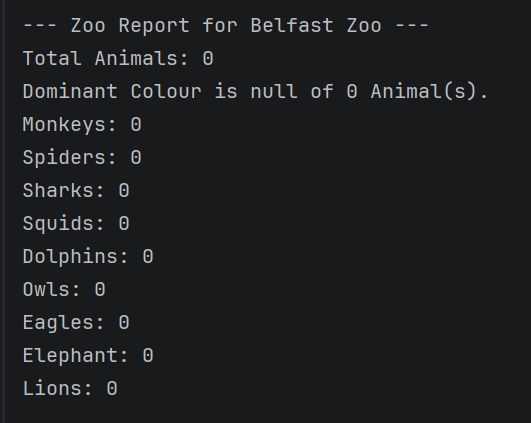 --- Zoo Report for Belfast Zoo ---
Total Animals: 0
Dominant Colour is null of 0 Animal(s).
Monkeys: 0
Spiders: 0
Sharks: 0
Squids: 0
Dolphins: 0
Owls: 0
Eagles: 0
Elephant: 0
Lions: 0